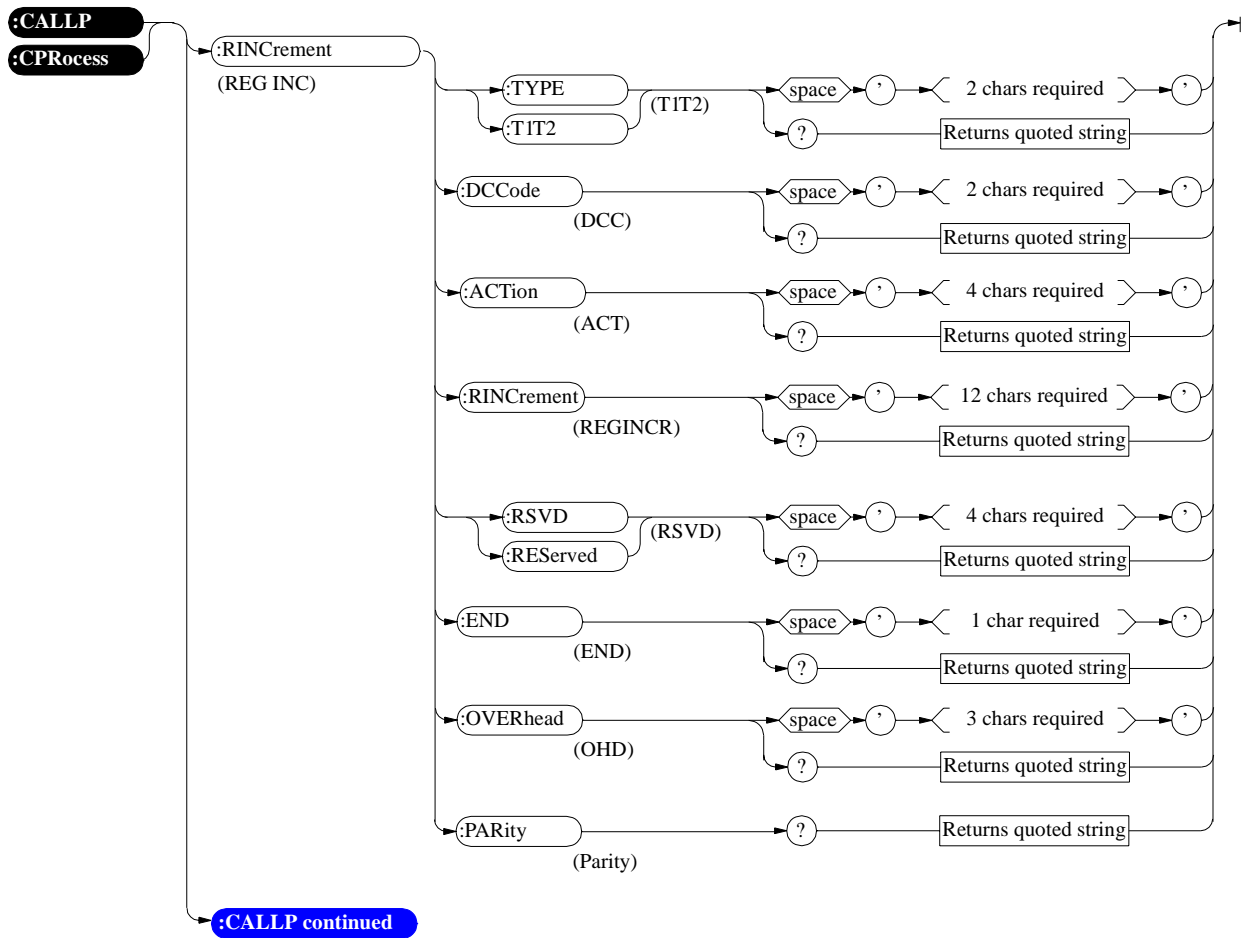 :CALLP
:CPRocess
:RINCrement
(REG INC)
:TYPE
:T1T2
(T1T2)
space ’ 2 chars required ’
? Returns quoted string
:DCCode
(DCC)
space ’ 2 chars required ’
? Returns quoted string
:ACTion
(ACT)
space ’ 4 chars required ’
? Returns quoted string
:RINCrement
(REGINCR)
space ’ 12 chars required ’
? Returns quoted string
:RSVD
:REServed
(RSVD)
space ’ 4 chars required ’
? Returns quoted string
:END
(END)
space ’ 1 char required ’
? Returns quoted string
:OVERhead
(OHD)
space ’ 3 chars required ’
? Returns quoted string
:PARity
(Parity)
? Returns quoted string
:CALLP continued